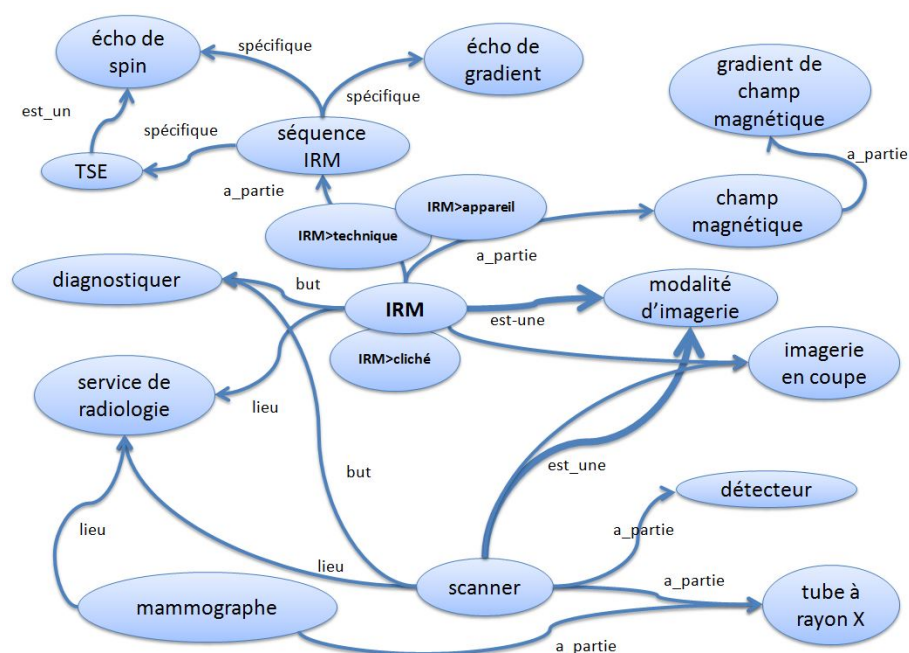 écho de
spin
spécifique
écho de
gradient
gradient de
champ
magnétique
est_un
spécifique
spécifique
séquence
IRM
TSE
a_partie
a_partie
IRM>appareil
champ
magnétique
IRM>technique
a_partie
diagnostiquer
but
IRM
est-une
modalité
d’imagerie
IRM>cliché
imagerie
en coupe
service de
radiologie
lieu
but
est_une
détecteur
lieu
a_partie
lieu
scanner
a_partie
mammographe
tube à
rayon X
a_partie